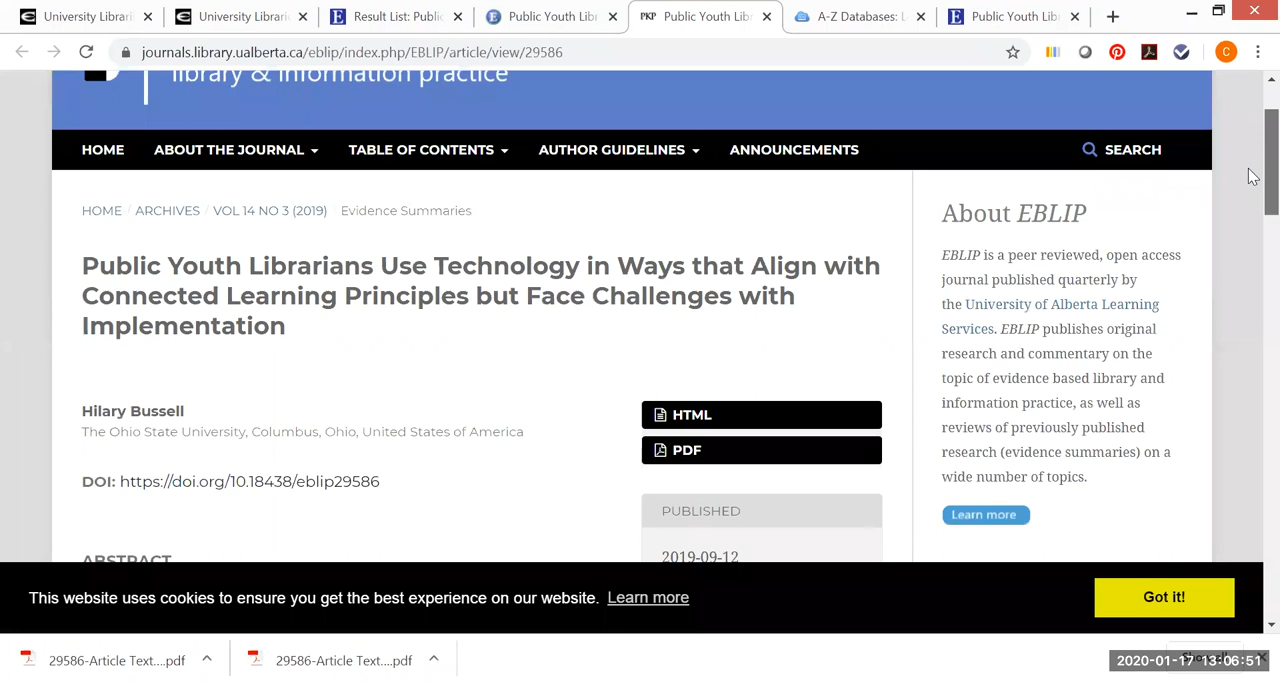 University Librari
University Librarie
Result List: Public
Public Youth Libr
PKP Public Youth Libr
A-Z Databases: L
Public Youth Libr
journals.library.ualberta.ca/eblip/index.php/EBLIP/article/view/29586
C
library & information practice
HOME ABOUT THE JOURNAL TABLE OF CONTENTS AUTHOR GUIDELINES ANNOUNCEMENTS SEARCH
HOME / ARCHIVES / VOL 14 NO 3 (2019) Evidence Summaries
Public Youth Librarians Use Technology in Ways that Align with
Connected Learning Principles but Face Challenges with
Implementation
Hilary Bussell
The Ohio State University, Columbus, Ohio, United States of America
DOI: https://doi.org/10.18438/eblip29586
ABSTRACT
HTML
PDF
PUBLISHED
2019-09-12
About EBLIP
EBLIP is a peer reviewed, open access
journal published quarterly by
the University of Alberta Learning
Services. EBLIP publishes original
research and commentary on the
topic of evidence based library and
information practice, as well as
reviews of previously published
research (evidence summaries) on a
wide number of topics.
Learn more
This website uses cookies to ensure you get the best experience on our website. Learn more
Got it!
29586-Article Text....pdf
29586-Article Text....pdf
2020-01-17 13:06:51